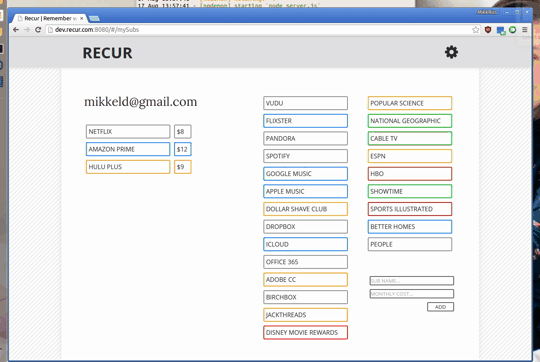 17 Aug 13:57:41 - [nodemon] starting `node server.js`
Recur | Remember
dev.recur.com:8080/#/mySubs
RECUR
mikkeld@gmail.com
NETFLIX $8
AMAZON PRIME $12
HULU PLUS $9
VUDU
FLIXSTER
PANDORA
SPOTIFY
GOOGLE MUSIC
APPLE MUSIC
DOLLAR SHAVE CLUB
DROPBOX
ICLOUD
OFFICE 365
ADOBE CC
BIRCHBOX
JACKTHREADS
DISNEY MOVIE REWARDS
POPULAR SCIENCE
NATIONAL GEOGRAPHIC
CABLE TV
ESPN
HBO
SHOWTIME
SPORTS ILLUSTRATED
BETTER HOMES
PEOPLE
SUB NAME...
MONTHLY COST...
ADD